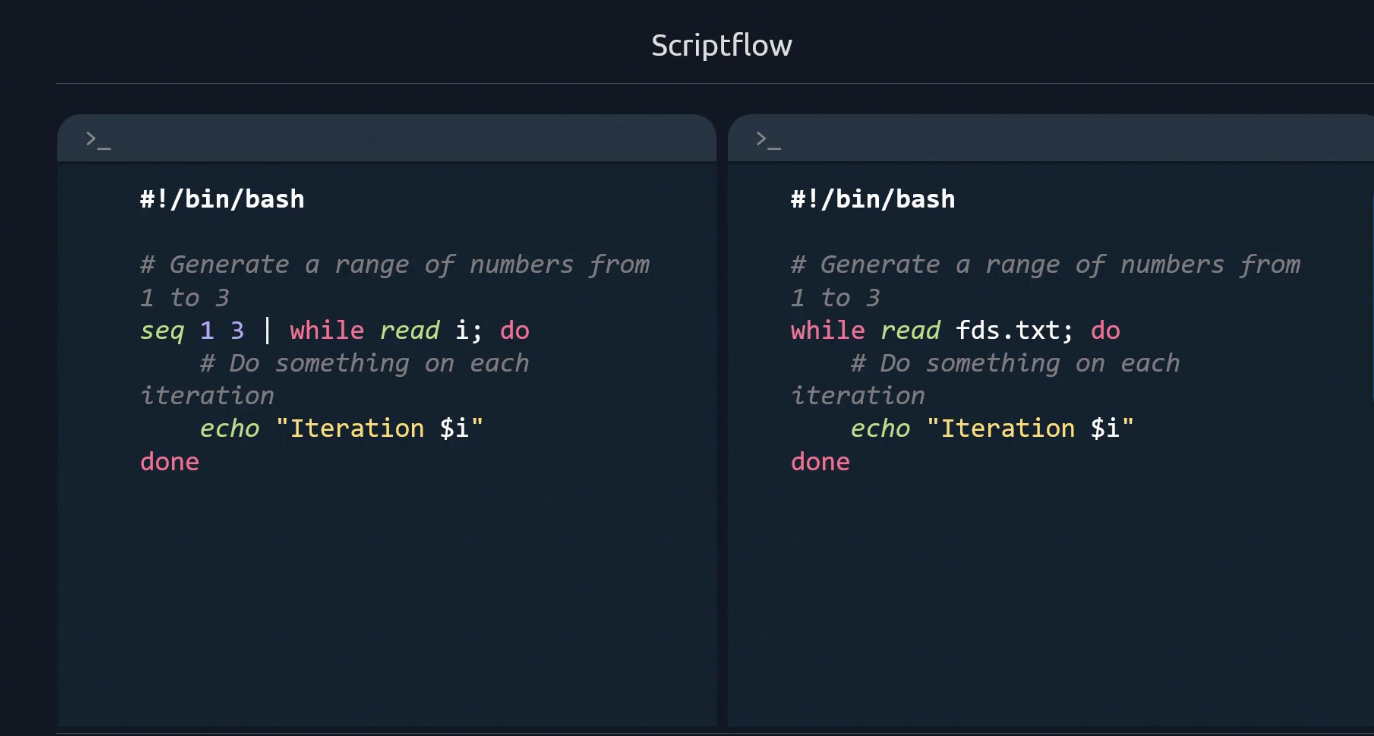 Scriptflow
>_
#!/bin/bash
# Generate a range of numbers from
1 to 3
seq 1 3 | while read i; do
    # Do something on each
iteration
    echo "Iteration $i"
done
>_
#!/bin/bash
# Generate a range of numbers from
1 to 3
while read fds.txt; do
    # Do something on each
iteration
    echo "Iteration $i"
done